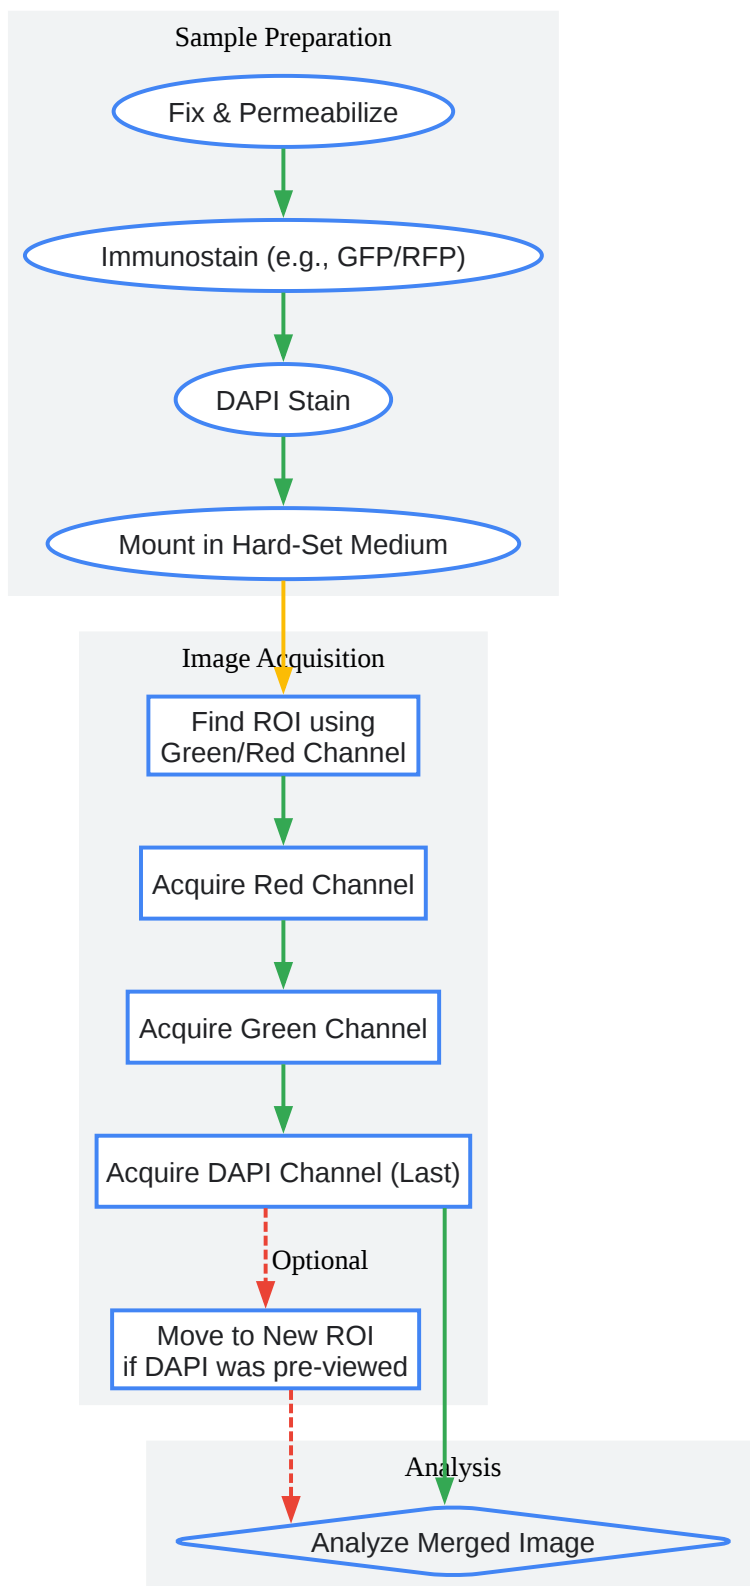 Sample Preparation
Fix & Permeabilize
Immunostain (e.g., GFP/RFP)
DAPI Stain
Mount in Hard-Set Medium
Image Acquisition
Find ROI using
Green/Red Channel
Acquire Red Channel
Acquire Green Channel
Acquire DAPI Channel (Last)
Optional
Move to New ROI
if DAPI was pre-viewed
Analysis
Analyze Merged Image